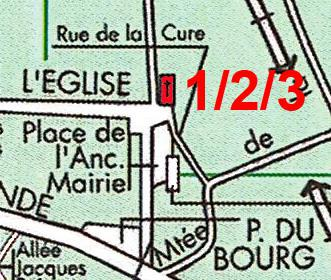 Rue de la Cure
L'EGLISE
1/2/3
Place de
l'Anc.
Mairie
de
NDE
Mtée
P. DU
BOURG
Allée
Jacques